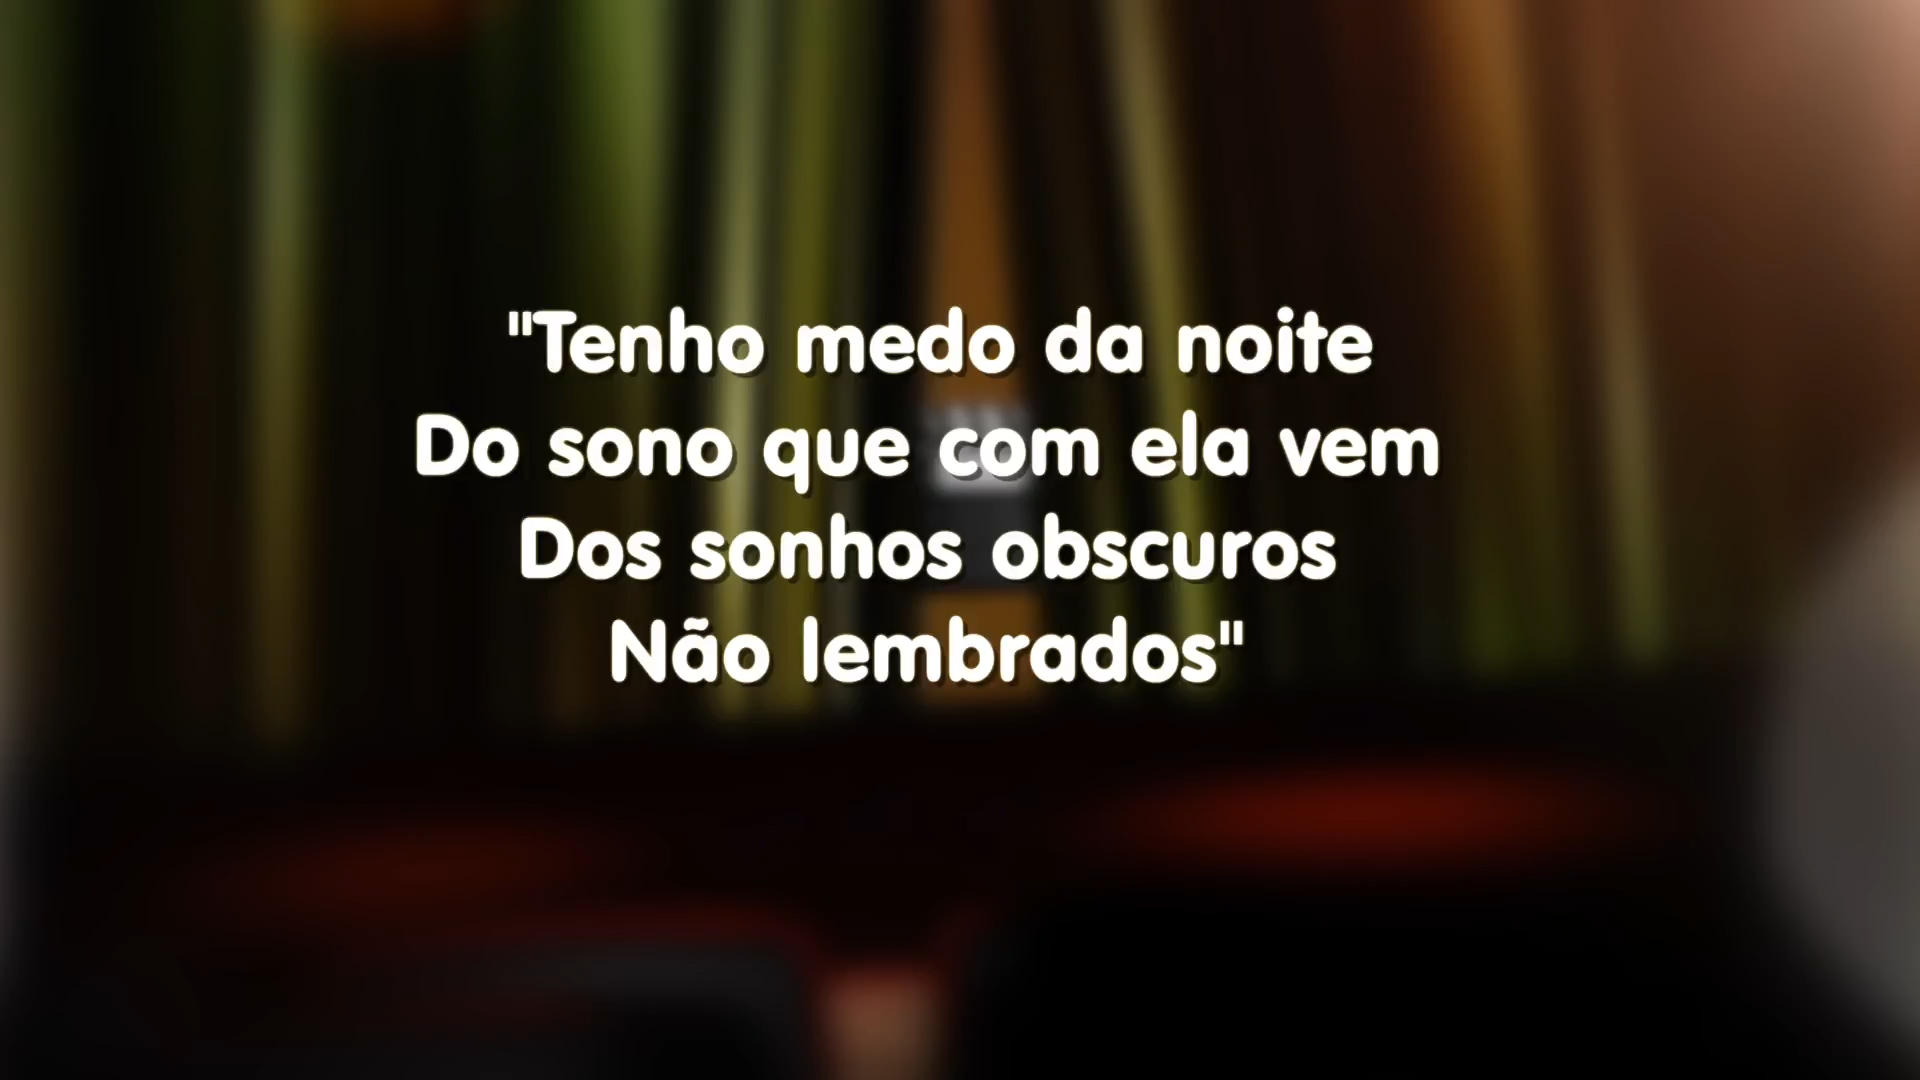 "Tenho medo da noite
Do sono que com ela vem
Dos sonhos obscuros
Não lembrados"